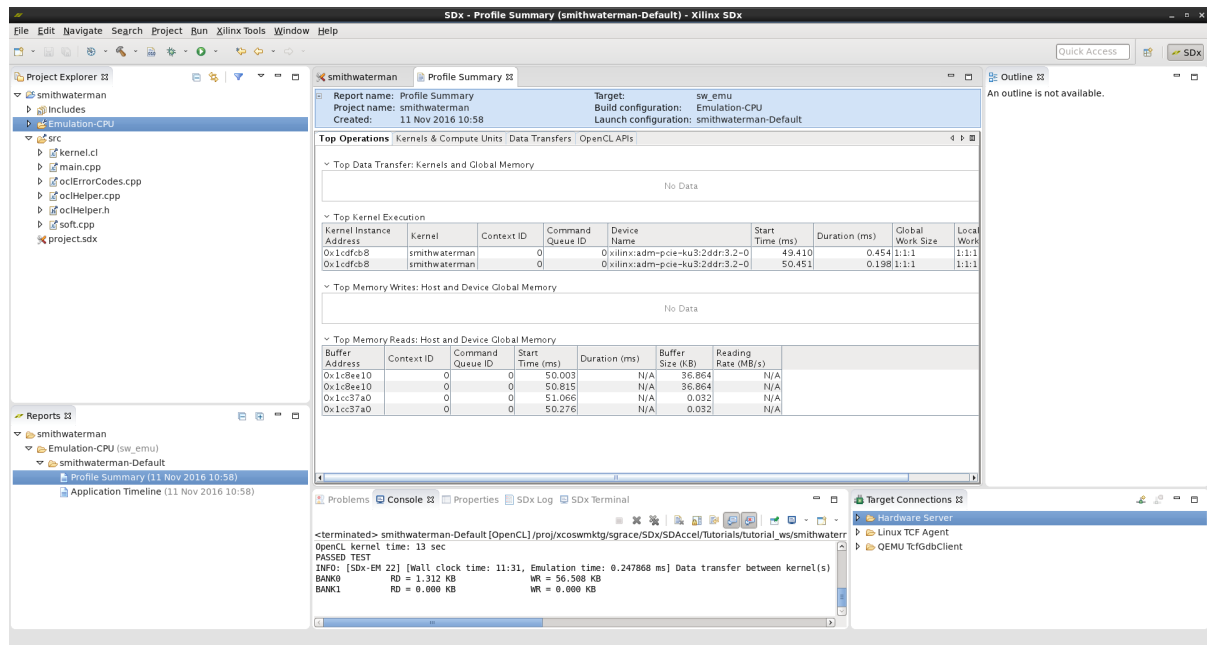 SDx - Profile Summary (smithwaterman-Default) - Xilinx SDx
File Edit Navigate Search Project Run Xilinx Tools Window Help
Quick Access
SDx
Project Explorer
smithwaterman
Includes
Emulation-CPU
src
kernel.cl
main.cpp
oclErrorCodes.cpp
oclHelper.cpp
oclHelper.h
soft.cpp
project.sdx
Reports
smithwaterman
Emulation-CPU (sw_emu)
smithwaterman-Default
Profile Summary (11 Nov 2016 10:58)
Application Timeline (11 Nov 2016 10:58)
smithwaterman Profile Summary
Report name: Profile Summary Target: sw_emu
Project name: smithwaterman Build configuration: Emulation-CPU
Created: 11 Nov 2016 10:58 Launch configuration: smithwaterman-Default
Top Operations Kernels & Compute Units Data Transfers OpenCL APIs
Top Data Transfer: Kernels and Global Memory
No Data
Top Kernel Execution
Kernel Instance Address Kernel Context ID Command Queue ID Device Name Start Time (ms) Duration (ms) Global Work Size Local Work
0x1cdfcb8 smithwaterman 0 0 xilinx:adm-pcie-ku3:2ddr:3.2-0 49.410 0.454 1:1:1 1:1:1
0x1cdfcb8 smithwaterman 0 0 xilinx:adm-pcie-ku3:2ddr:3.2-0 50.451 0.198 1:1:1 1:1:1
Top Memory Writes: Host and Device Global Memory
No Data
Top Memory Reads: Host and Device Global Memory
Buffer Address Context ID Command Queue ID Start Time (ms) Duration (ms) Buffer Size (KB) Reading Rate (MB/s)
0x1c8ee10 0 0 50.003 N/A 36.864 N/A
0x1c8ee10 0 0 50.815 N/A 36.864 N/A
0x1cc37a0 0 0 51.066 N/A 0.032 N/A
0x1cc37a0 0 0 50.276 N/A 0.032 N/A
Problems Console Properties SDx Log SDx Terminal
<terminated> smithwaterman-Default [OpenCL] /proj/xcoswmktg/sgrace/SDx/SDAccel/Tutorials/tutorial_ws/smithwaterr
OpenCL kernel time: 13 sec
PASSED TEST
INFO: [SDx-EM 22] [Wall clock time: 11:31, Emulation time: 0.247868 ms] Data transfer between kernel(s)
BANK0 RD = 1.312 KB WR = 56.508 KB
BANK1 RD = 0.000 KB WR = 0.000 KB
Outline
An outline is not available.
Target Connections
Hardware Server
Linux TCF Agent
QEMU TcfGdbClient